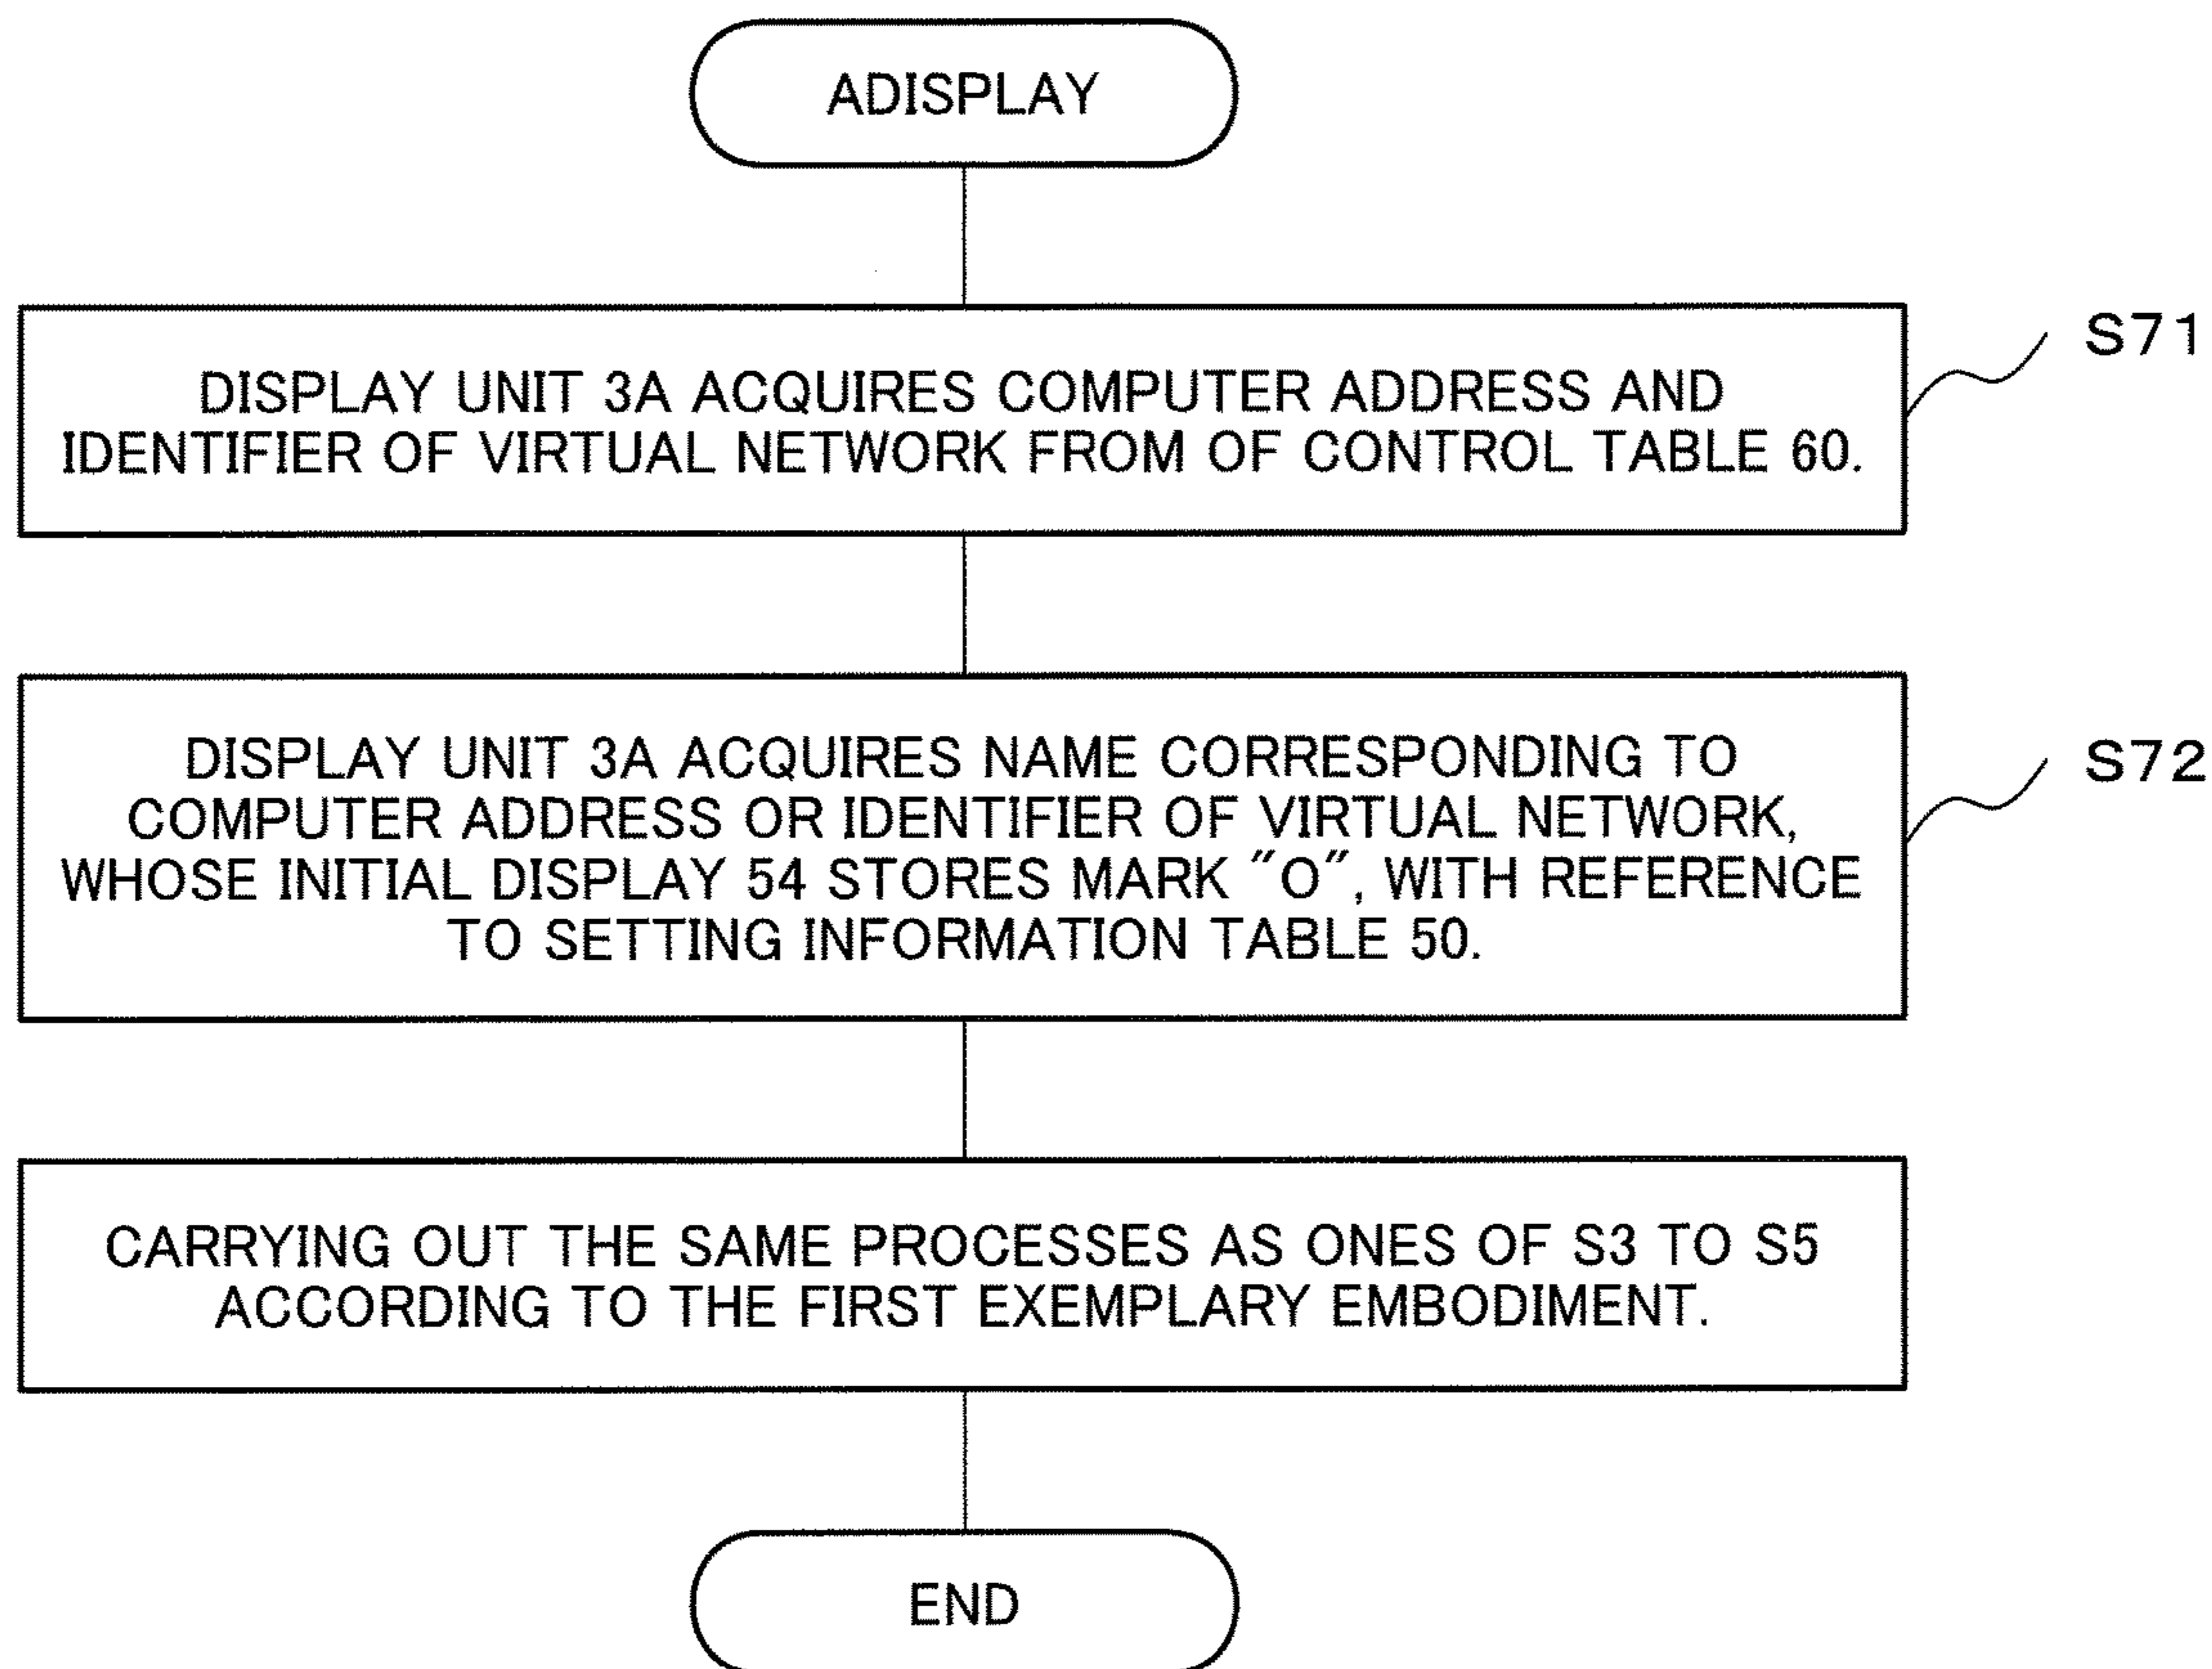 ADISPLAY
S71
DISPLAY UNIT 3A ACQUIRES COMPUTER ADDRESS AND
IDENTIFIER OF VIRTUAL NETWORK FROM OF CONTROL TABLE 60.
S72
DISPLAY UNIT 3A ACQUIRES NAME CORRESPONDING TO
COMPUTER ADDRESS OR IDENTIFIER OF VIRTUAL NETWORK,
WHOSE INITIAL DISPLAY 54 STORES MARK "O", WITH REFERENCE
TO SETTING INFORMATION TABLE 50.
CARRYING OUT THE SAME PROCESSES AS ONES OF S3 TO S5
ACCORDING TO THE FIRST EXEMPLARY EMBODIMENT.
END